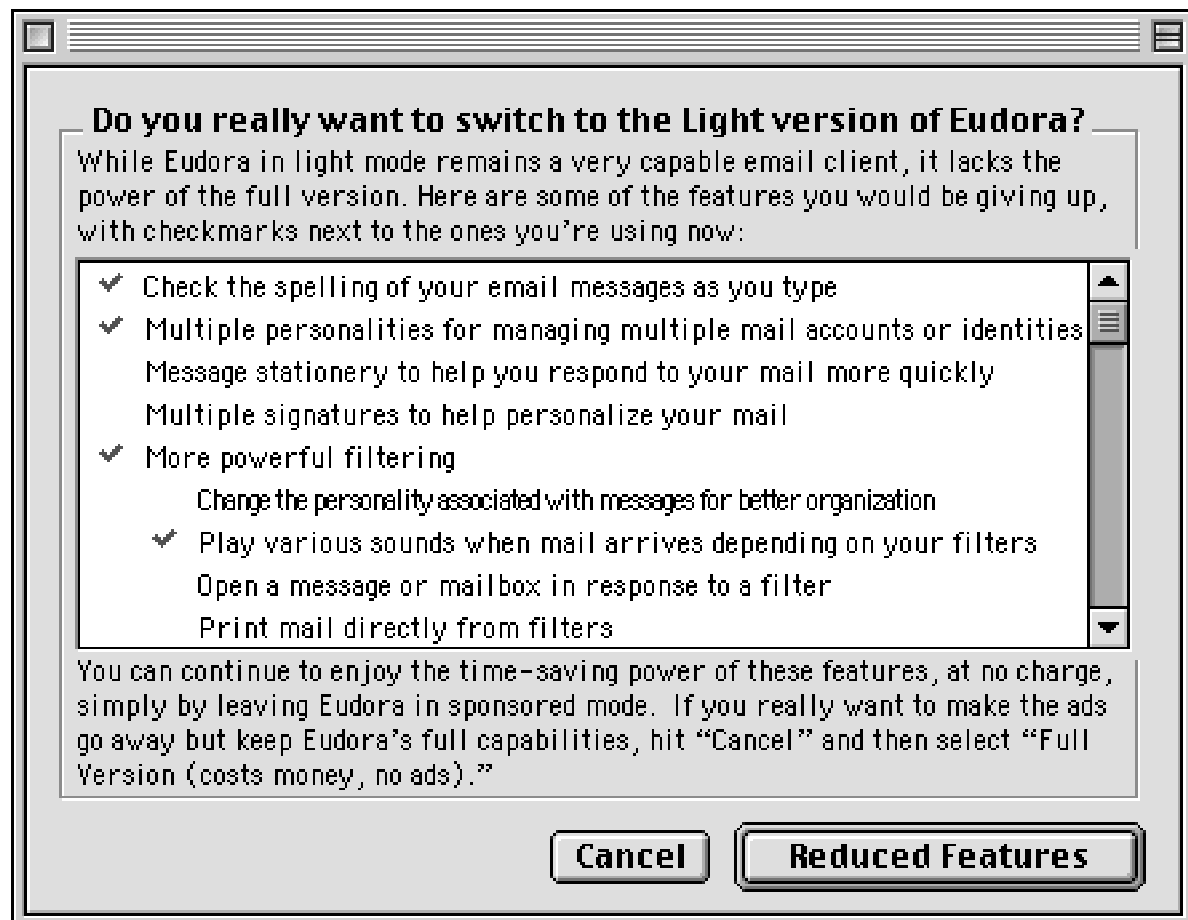 Do you really want to switch to the Light version of Eudora?
While Eudora in light mode remains a very capable email client, it lacks the
power of the full version. Here are some of the features you would be giving up,
with checkmarks next to the ones you're using now:
Check the spelling of your email messages as you type
Multiple personalities for managing multiple mail accounts or identities
Message stationery to help you respond to your mail more quickly
Multiple signatures to help personalize your mail
More powerful filtering
Change the personality associated with messages for better organization
Play various sounds when mail arrives depending on your filters
Open a message or mailbox in response to a filter
Print mail directly from filters
You can continue to enjoy the time-saving power of these features, at no charge,
simply by leaving Eudora in sponsored mode.  If you really want to make the ads
go away but keep Eudora's full capabilities, hit “Cancel” and then select “Full
Version (costs money, no ads).”
Cancel
Reduced Features